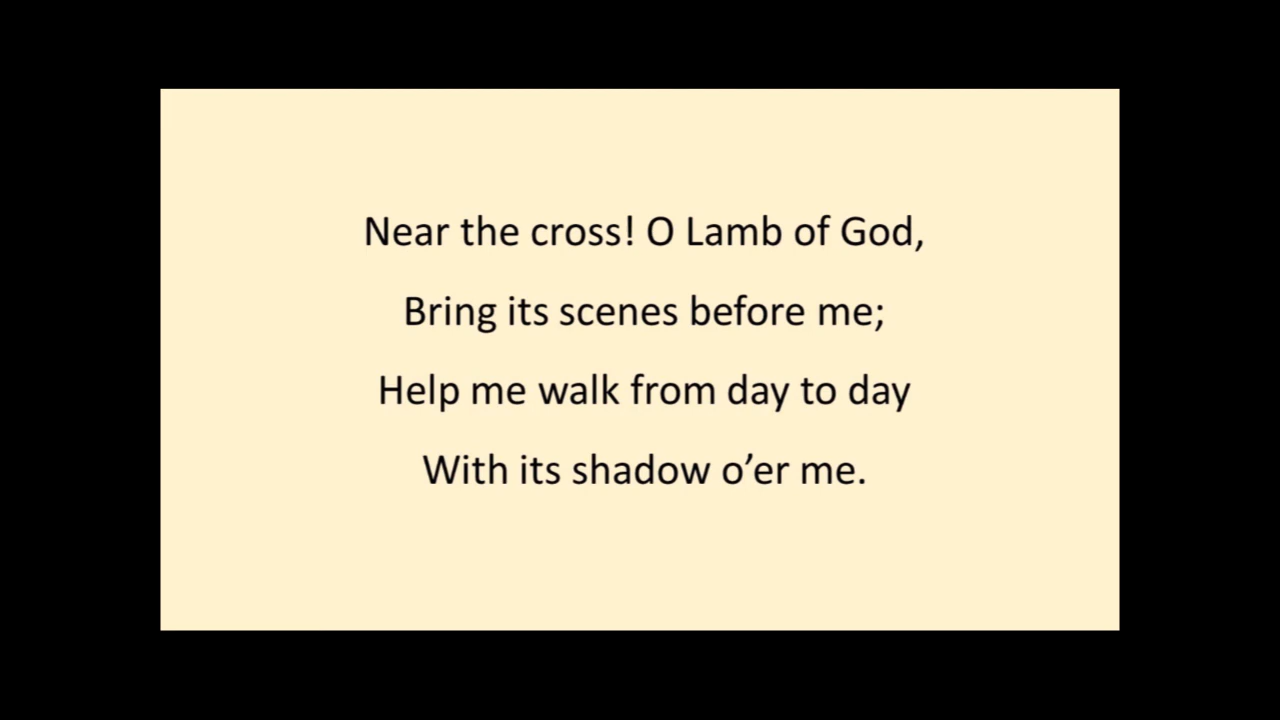 Near the cross! O Lamb of God,
Bring its scenes before me;
Help me walk from day to day
With its shadow o’er me.